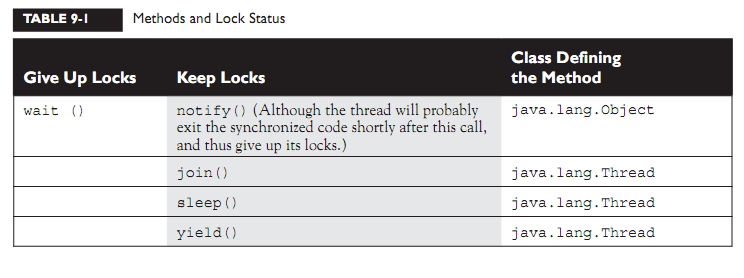 TABLE 9-1 Methods and Lock Status
Give Up Locks Keep Locks Class Defining
the Method
wait () notify() (Although the thread will probably java.lang.Object
exit the synchronized code shortly after this call,
and thus give up its locks.)
join() java.lang.Thread
sleep() java.lang.Thread
yield() java.lang.Thread